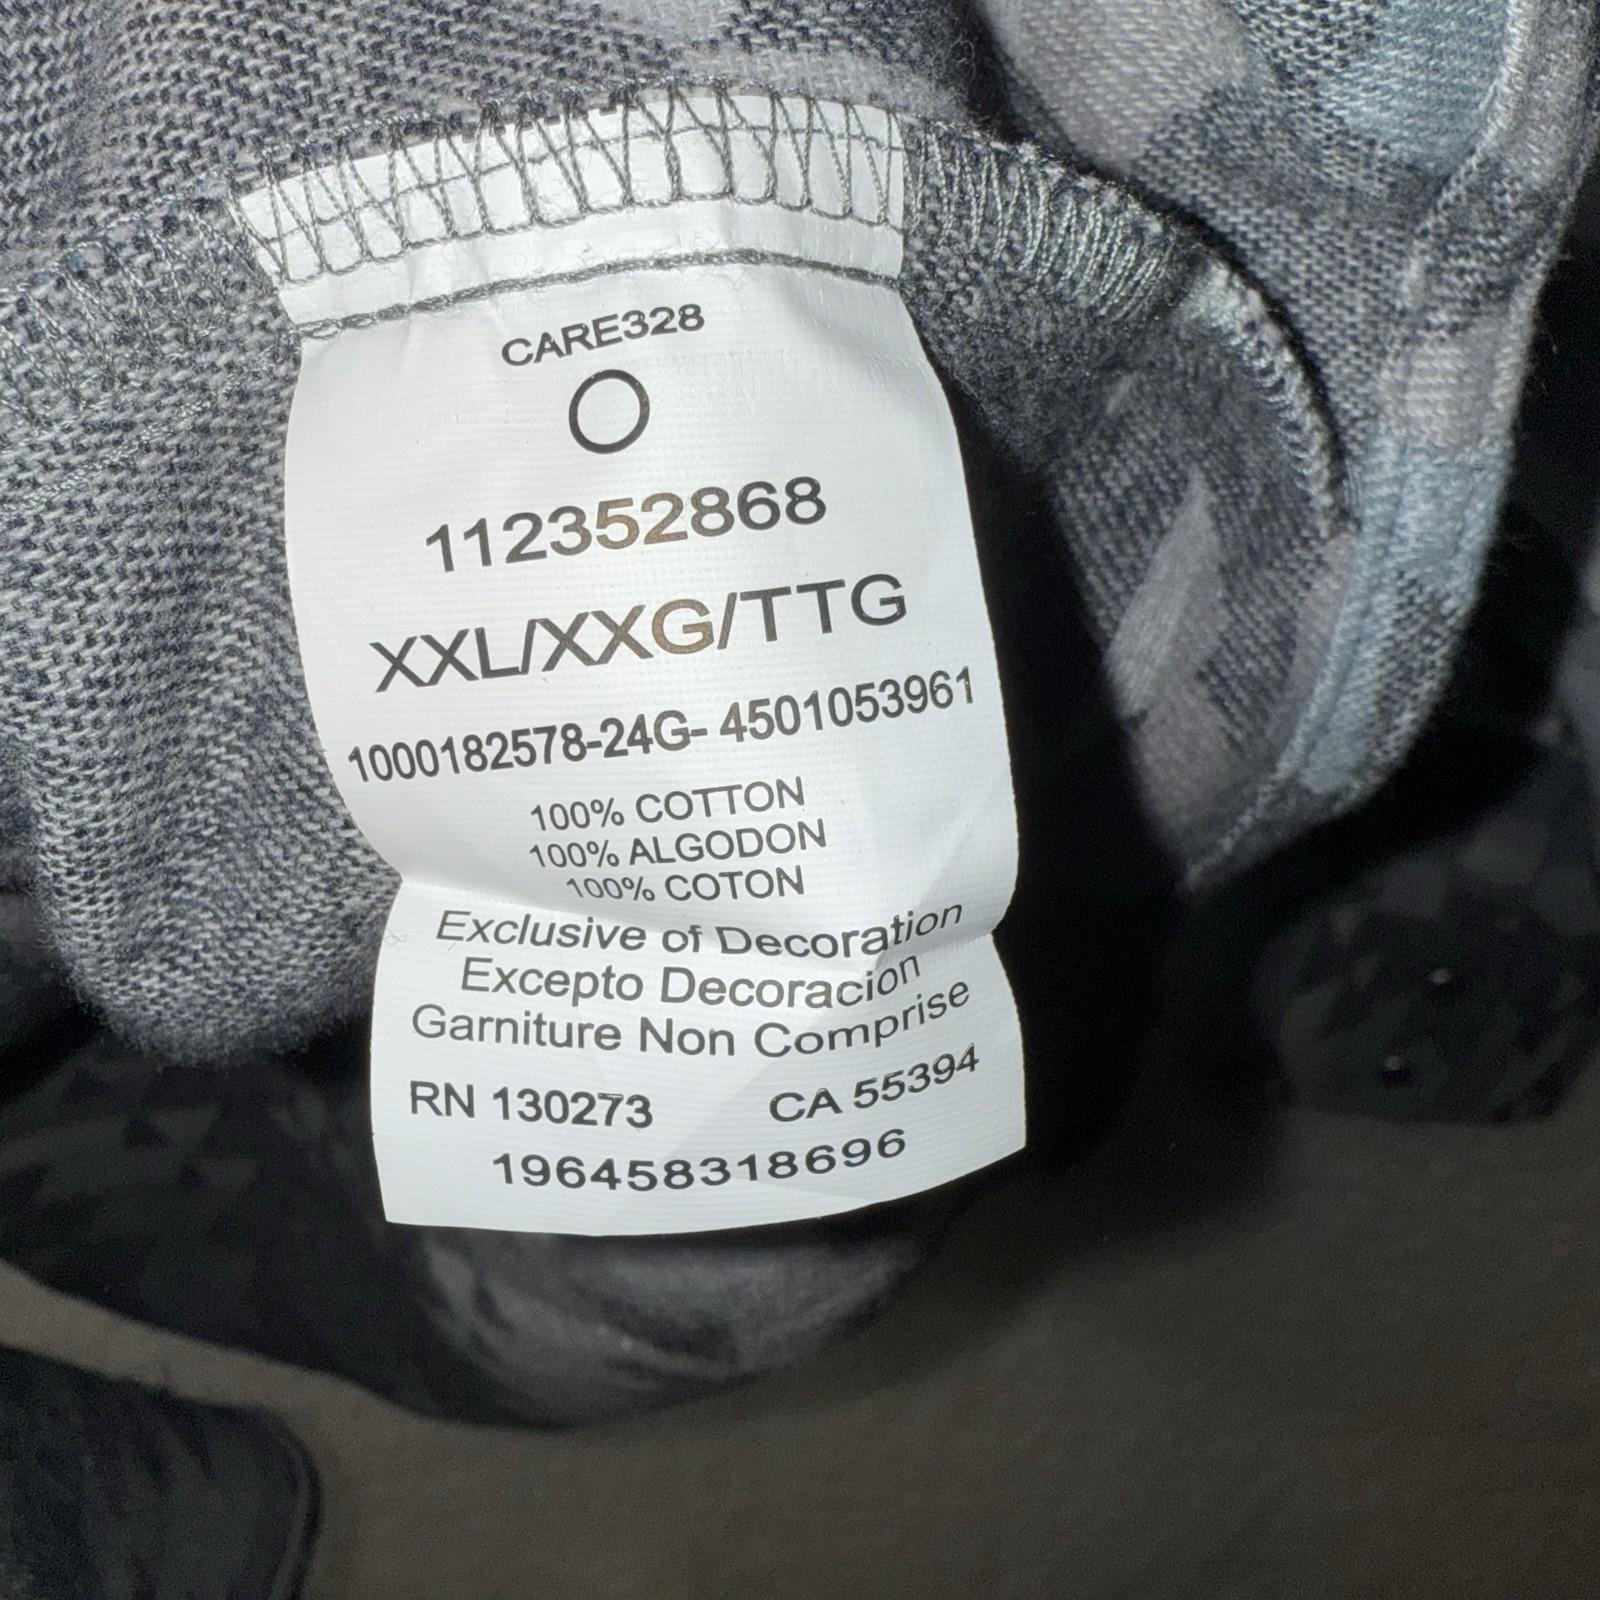 CARE328
112352868
XXL/XXG/TTG
1000182578-24G- 4501053961
100% COTTON
100% ALGODON
100% COTON
Exclusive of Decoration
Excepto Decoracion
Garniture Non Comprise
RN 130273 CA 55394
196458318696